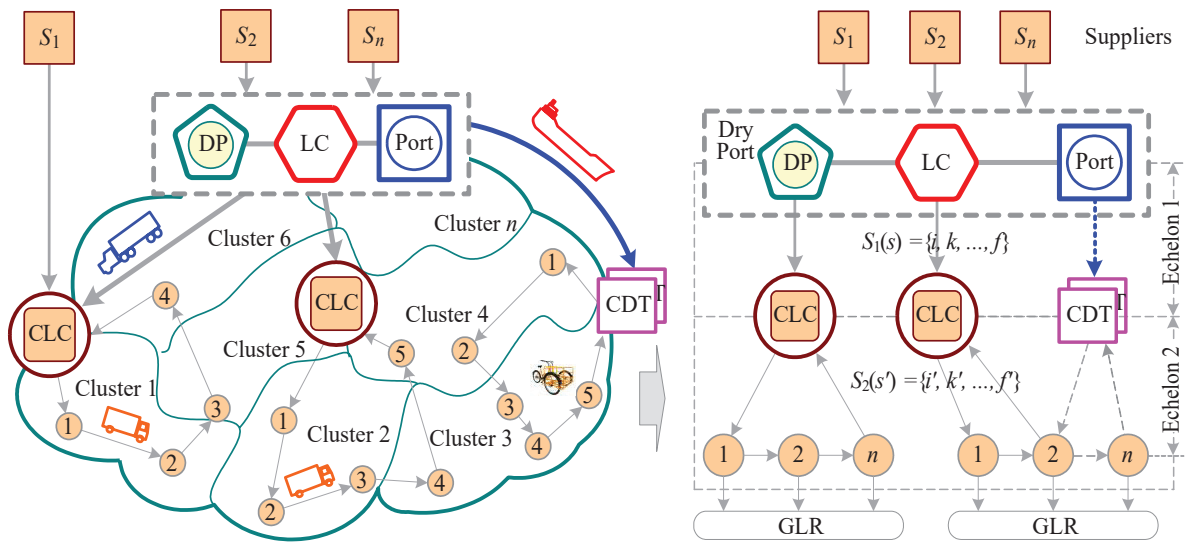 S1
S2
Sn
DP
LC
Port
Cluster 6
Cluster n
CLC
4
CLC
1
CDT
T
Cluster 4
Cluster 5
5
2
Cluster 1
3
1
3
5
1
2
Cluster 2
Cluster 3
4
3
4
2
S1
S2
Sn
Suppliers
Dry
Port
DP
LC
Port
S1(s) ={i, k, ..., f}
Echelon 1
CLC
CLC
CDT
T
S2(s′) ={i′, k′, ..., f′}
Echelon 2
1
2
n
1
2
n
GLR
GLR